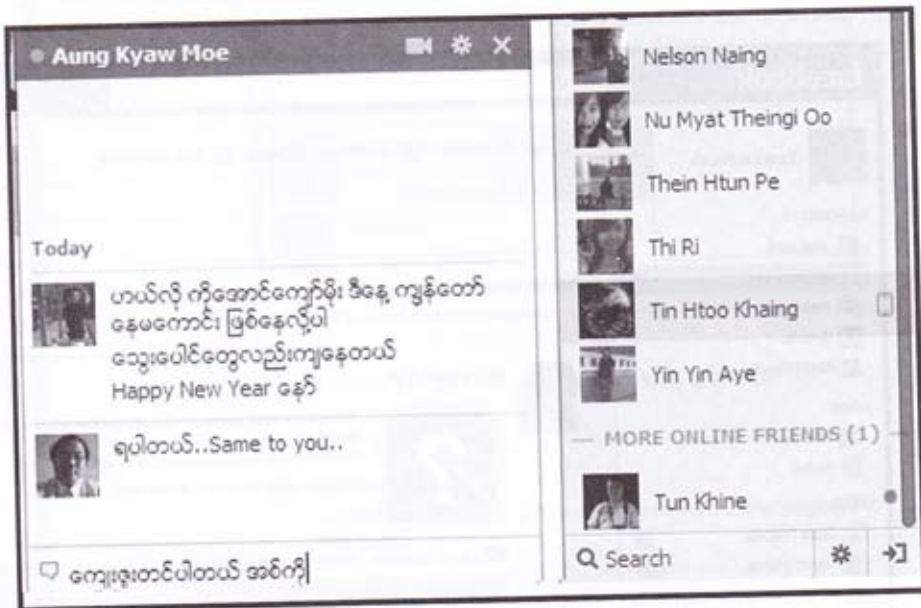 Aung Kyaw Moe
Today
ဟယ်လို ကိုအောင်ကျော်မိုး ဒီနေ့ ကျွန်တော်
နေမကောင်း ဖြစ်နေလို့ပါ
သွေးပေါင်တွေလည်းကျနေတယ်
Happy New Year နော်
ရပါတယ်..Same to you..
ကျေးဇူးတင်ပါတယ် အစ်ကို
Nelson Naing
Nu Myat Theingi Oo
Thein Htun Pe
Thi Ri
Tin Htoo Khaing
Yin Yin Aye
MORE ONLINE FRIENDS (1)
Tun Khine
Search